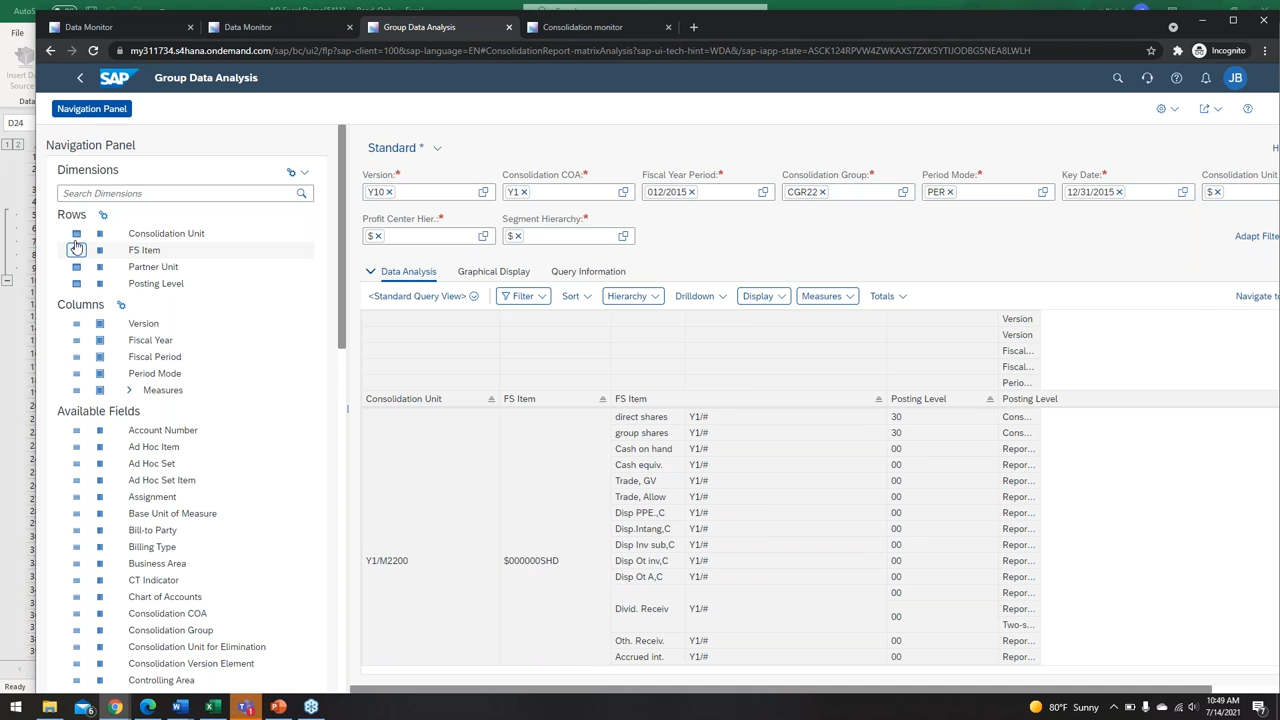 AutoS
File
Insert Dat
Source
Data
D24
1 2
Ready
Data Monitor
Data Monitor
Group Data Analysis
Consolidation monitor
my311734.s4hana.ondemand.com/sap/bc/ui2/flp?sap-client=100&sap-language=EN#ConsolidationReport-matrixAnalysis?sap-ui-tech-hint=WDA&/sap-iapp-state=ASCK124RPVW4ZWKAXS7ZXK5YTIJODBG5NEA8LWLH
Incognito
SAP
Group Data Analysis
JB
Navigation Panel
Navigation Panel
Dimensions
Search Dimensions
Rows
Consolidation Unit
FS Item
Partner Unit
Posting Level
Columns
Version
Fiscal Year
Fiscal Period
Period Mode
Measures
Available Fields
Account Number
Ad Hoc Item
Ad Hoc Set
Ad Hoc Set Item
Assignment
Base Unit of Measure
Bill-to Party
Billing Type
Business Area
CT Indicator
Chart of Accounts
Consolidation COA
Consolidation Group
Consolidation Unit for Elimination
Consolidation Version Element
Controlling Area
Standard *
H
Version:* Consolidation COA:* Fiscal Year Period:* Consolidation Group:* Period Mode:* Key Date:* Consolidation Unit
Y10 Y1 012/2015 CGR22 PER 12/31/2015 $
Profit Center Hier.:* Segment Hierarchy:*
$ $
Adapt Filte
Data Analysis Graphical Display Query Information
<Standard Query View> Filter Sort Hierarchy Drilldown Display Measures Totals Navigate to
Version
Version
Fiscal...
Fiscal...
Perio...
Consolidation Unit FS Item FS Item Posting Level Posting Level
direct shares Y1/# 30 Cons...
group shares Y1/# 30 Cons...
Cash on hand Y1/# 00 Repor...
Cash equiv. Y1/# 00 Repor...
Trade, GV Y1/# 00 Repor...
Trade, Allow Y1/# 00 Repor...
Disp PPE.,C Y1/# 00 Repor...
Disp.Intang,C Y1/# 00 Repor...
Disp Inv sub,C Y1/# 00 Repor...
Y1/M2200 $000000SHD Disp Ot inv,C Y1/# 00 Repor...
Disp Ot A,C Y1/# 00 Repor...
00 Repor...
Divid. Receiv Y1/# Repor...
00
Two-s...
Oth. Receiv. Y1/# 00 Repor...
Accrued int. Y1/# 00 Repor...
80°F Sunny
10:49 AM
7/14/2021